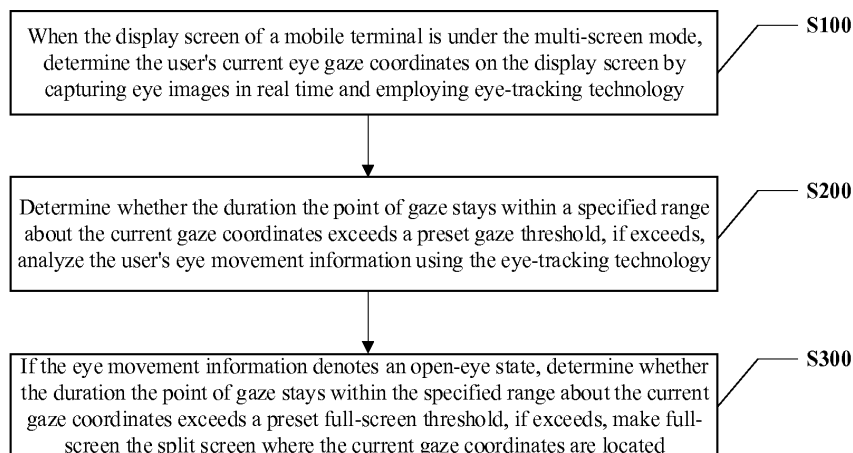 When the display screen of a mobile terminal is under the multi-screen mode,
determine the user's current eye gaze coordinates on the display screen by
capturing eye images in real time and employing eye-tracking technology
S100
Determine whether the duration the point of gaze stays within a specified range
about the current gaze coordinates exceeds a preset gaze threshold, if exceeds,
analyze the user's eye movement information using the eye-tracking technology
S200
If the eye movement information denotes an open-eye state, determine whether
the duration the point of gaze stays within the specified range about the current
gaze coordinates exceeds a preset full-screen threshold, if exceeds, make full-
screen the split screen where the current gaze coordinates are located
S300